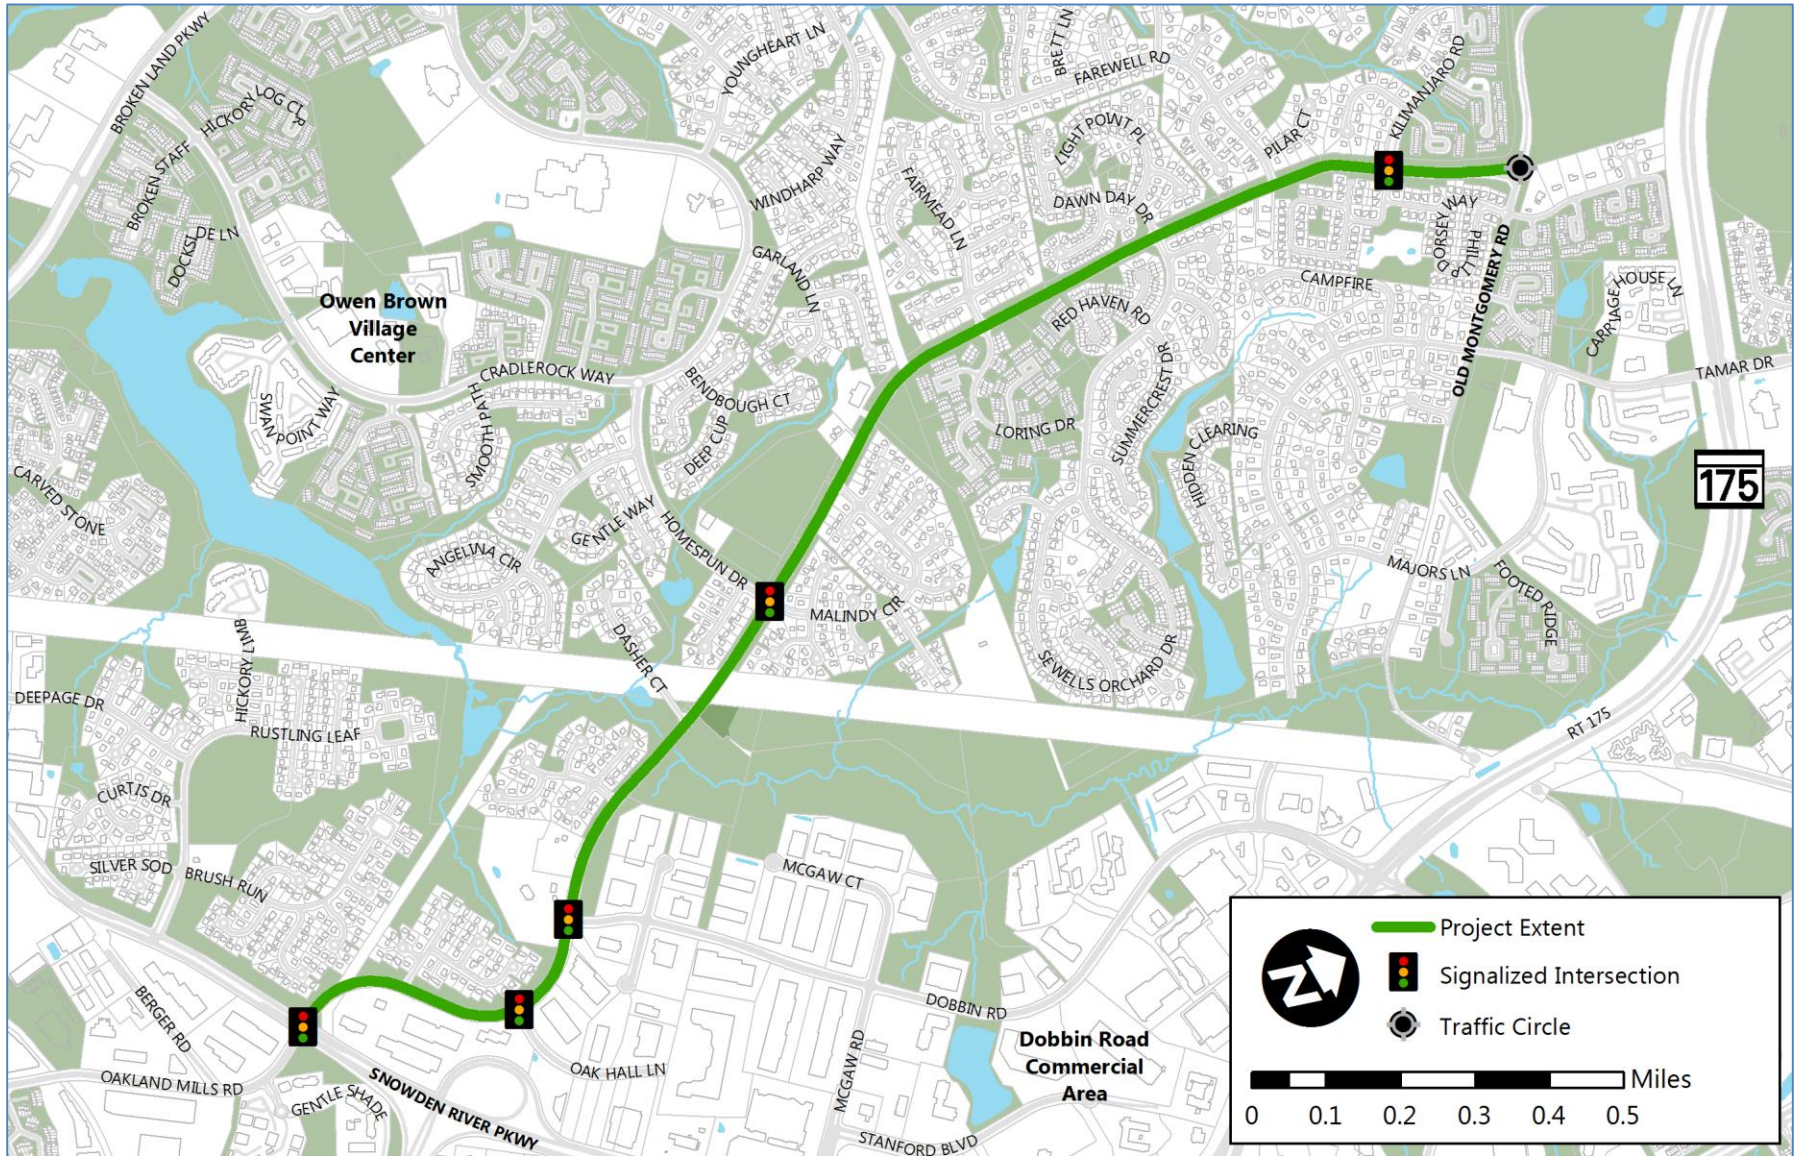 BROKEN LAND PKWY
HICKORY LOG CIR
BROKEN STAFF
DOCKSIDE LN
YOUNGHEART LN
BRETT LN
FAREWELL RD
KILIMANJARO RD
PILAR CT
LIGHT POINT PL
WINDHARP WAY
FAIRMEAD LN
DAWN DAY DR
GARLAND LN
PHILLIP DORSEY WAY
CAMPFIRE
CARRIAGE HOUSE LN
OLD MONTGOMERY RD
TAMAR DR
RED HAVEN RD
Owen Brown
Village
Center
CRADLEROCK WAY
SWAN POINT WAY
SMOOTH PATH
BENDBOUGH CT
DEEP CUP
LORING DR
SUMMERCREST DR
HIDDEN CLEARING
175
CARVED STONE
GENTLE WAY
HOMESPUN DR
ANGELINA CIR
MALINDY CIR
MAJORS LN
FOOTED RIDGE
DASHER CT
SEWELLS ORCHARD DR
HICKORY LIMB
DEEPAGE DR
RUSTLING LEAF
RT 175
CURTIS DR
SILVER SOD
BRUSH RUN
MCGAW CT
DOBBIN RD
BERGER RD
OAKLAND MILLS RD
GENTLE SHADE
SNOWDEN RIVER PKWY
OAK HALL LN
MCGAW RD
Dobbin Road
Commercial
Area
STANFORD BLVD
N
Project Extent
Signalized Intersection
Traffic Circle
Miles
0 0.1 0.2 0.3 0.4 0.5